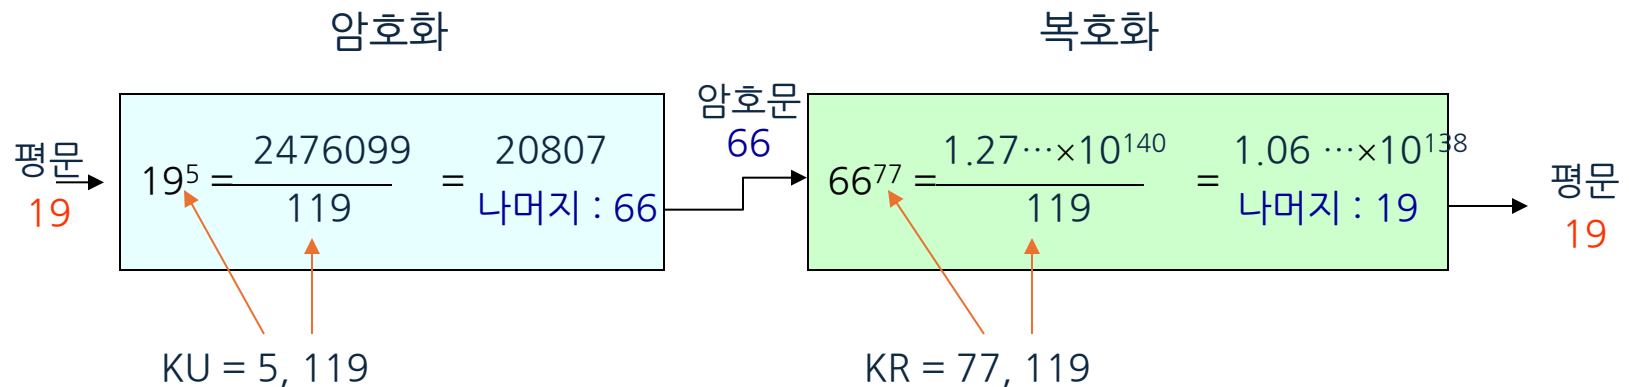 암호화
복호화
평문
19
19⁵ =
2476099
119
=
20807
나머지 : 66
암호문
66
66⁷⁷ =
1.27⋯×10¹⁴⁰
119
=
1.06 ⋯×10¹³⁸
나머지 : 19
평문
19
KU = 5, 119
KR = 77, 119